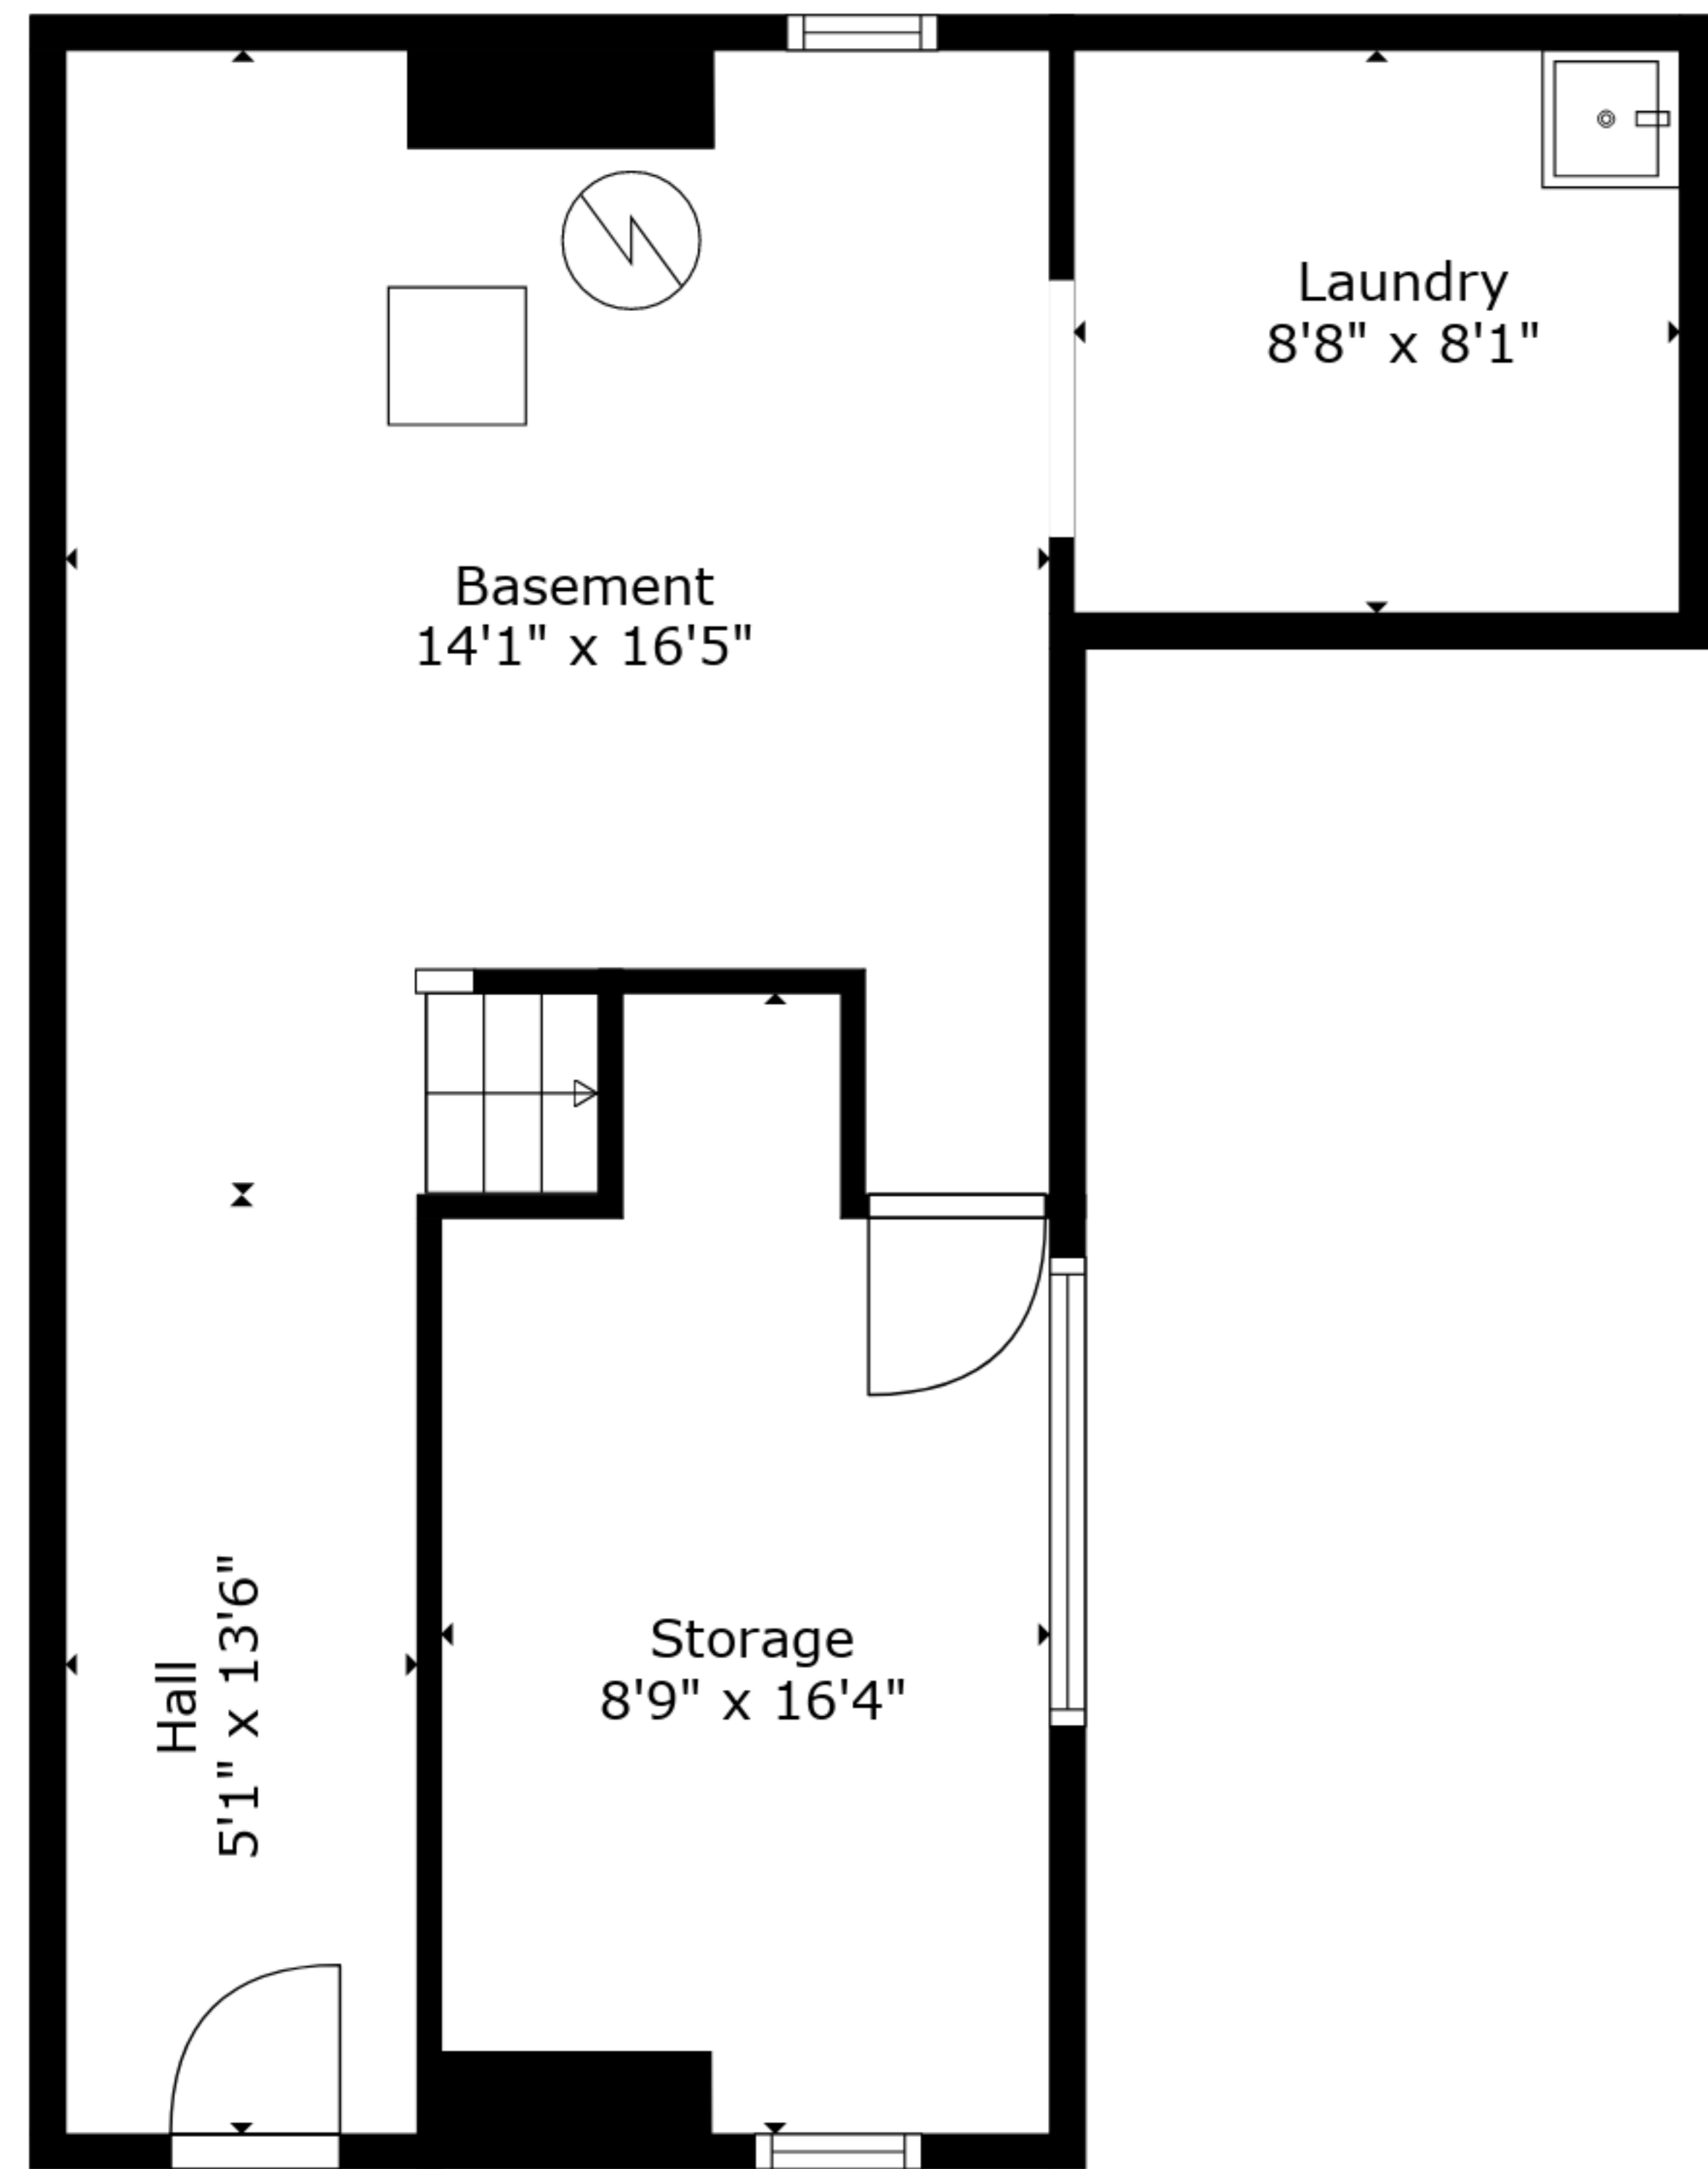 Laundry
8'8" x 8'1"
Basement
14'1" x 16'5"
Hall
5'1" x 13'6"
Storage
8'9" x 16'4"